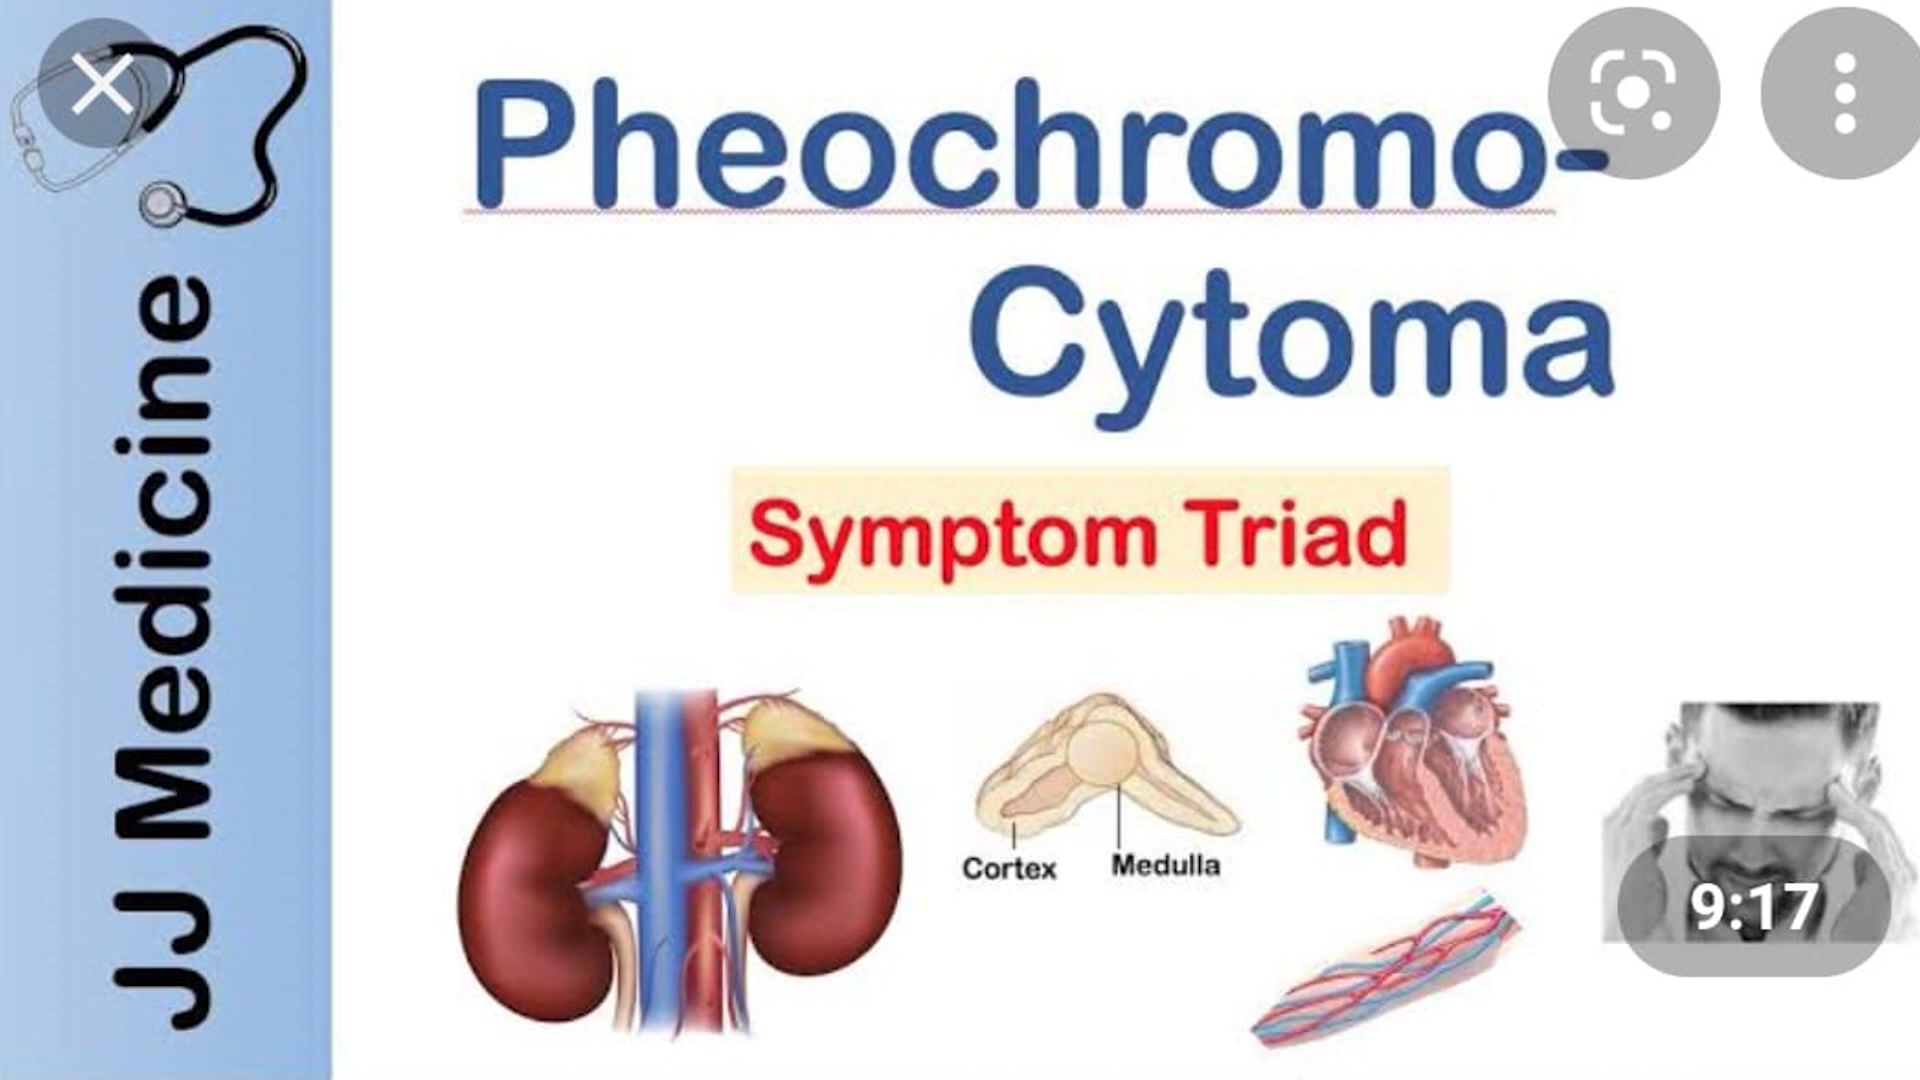 JJ Medicine
Pheochromo-
Cytoma
Symptom Triad
Cortex
Medulla
9:17